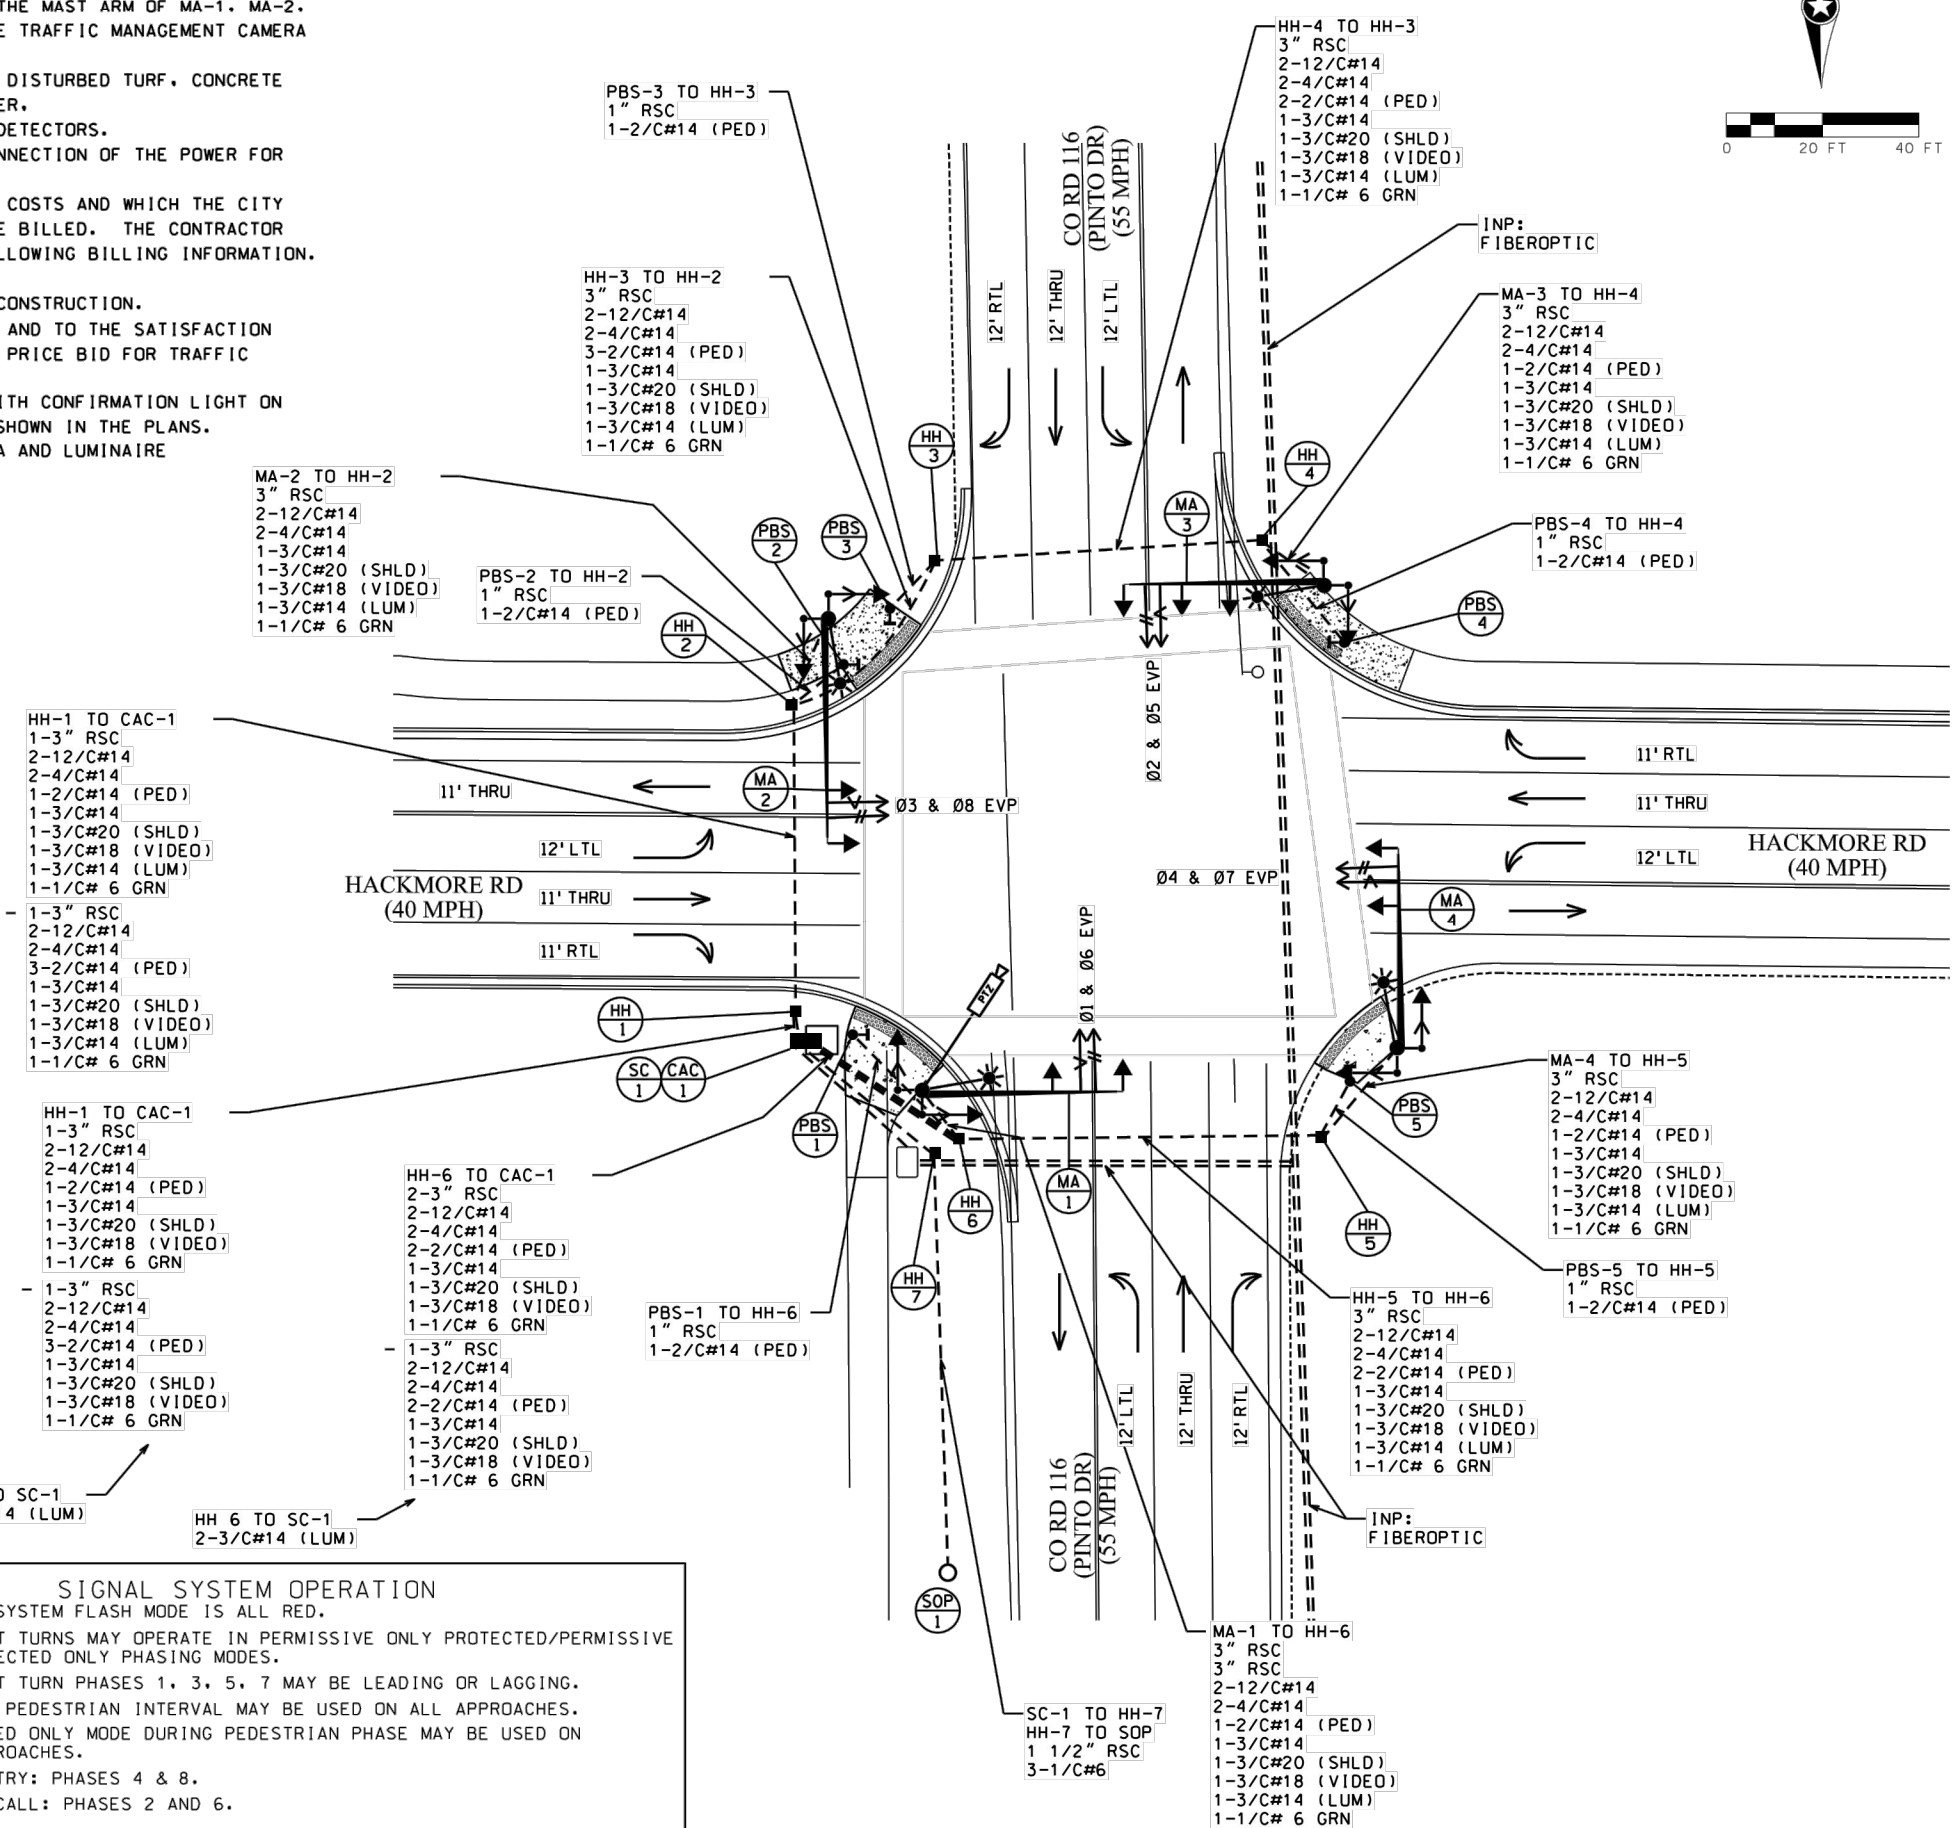 THE MAST ARM OF MA-1, MA-2,
TRAFFIC MANAGEMENT CAMERA
DISTURBED TURF, CONCRETE
DETECTORS.
OF THE POWER FOR
COSTS AND WHICH THE CITY
BILLED. THE CONTRACTOR
BILLING INFORMATION.
CONSTRUCTION.
AND TO THE SATISFACTION
PRICE BID FOR TRAFFIC
CONFIRMATION LIGHT ON
SHOWN IN THE PLANS.
AND LUMINAIRE
PBS-3 TO HH-3
1" RSC
1-2/C#14 (PED)
HH-4 TO HH-3
3" RSC
2-12/C#14
2-4/C#14
2-2/C#14 (PED)
1-3/C#14
1-3/C#20 (SHLD)
1-3/C#18 (VIDEO)
1-3/C#14 (LUM)
1-1/C# 6 GRN
0 20 FT 40 FT
CO RD 116
(PINTO DR)
(55 MPH)
INP:
FIBEROPTIC
HH-3 TO HH-2
3" RSC
2-12/C#14
2-4/C#14
3-2/C#14 (PED)
1-3/C#14
1-3/C#20 (SHLD)
1-3/C#18 (VIDEO)
1-3/C#14 (LUM)
1-1/C# 6 GRN
12' RTL
12' THRU
12' LTL
MA-3 TO HH-4
3" RSC
2-12/C#14
2-4/C#14
1-2/C#14 (PED)
1-3/C#14
1-3/C#20 (SHLD)
1-3/C#18 (VIDEO)
1-3/C#14 (LUM)
1-1/C# 6 GRN
HH
3
HH
4
MA
3
MA-2 TO HH-2
3" RSC
2-12/C#14
2-4/C#14
1-3/C#14
1-3/C#20 (SHLD)
1-3/C#18 (VIDEO)
1-3/C#14 (LUM)
1-1/C# 6 GRN
PBS
2
PBS
3
PBS-2 TO HH-2
1" RSC
1-2/C#14 (PED)
HH
2
PBS-4 TO HH-4
1" RSC
1-2/C#14 (PED)
PBS
4
Ø2 & Ø5 EVP
HH-1 TO CAC-1
1-3" RSC
2-12/C#14
2-4/C#14
1-2/C#14 (PED)
1-3/C#14
1-3/C#20 (SHLD)
1-3/C#18 (VIDEO)
1-3/C#14 (LUM)
1-1/C# 6 GRN
- 1-3" RSC
2-12/C#14
2-4/C#14
3-2/C#14 (PED)
1-3/C#14
1-3/C#20 (SHLD)
1-3/C#18 (VIDEO)
1-3/C#14 (LUM)
1-1/C# 6 GRN
11' THRU
MA
2
Ø3 & Ø8 EVP
12' LTL
11' THRU
11' RTL
HACKMORE RD
(40 MPH)
11' RTL
11' THRU
12' LTL
HACKMORE RD
(40 MPH)
Ø4 & Ø7 EVP
MA
4
Ø1 & Ø6 EVP
PTZ
HH
1
SC
1
CAC
1
PBS
1
HH
6
MA
1
HH
7
PBS
5
HH
5
HH-1 TO CAC-1
1-3" RSC
2-12/C#14
2-4/C#14
1-2/C#14 (PED)
1-3/C#14
1-3/C#20 (SHLD)
1-3/C#18 (VIDEO)
1-1/C# 6 GRN
- 1-3" RSC
2-12/C#14
2-4/C#14
3-2/C#14 (PED)
1-3/C#14
1-3/C#20 (SHLD)
1-3/C#18 (VIDEO)
1-1/C# 6 GRN
SC-1
4 (LUM)
HH-6 TO CAC-1
2-3" RSC
2-12/C#14
2-4/C#14
2-2/C#14 (PED)
1-3/C#14
1-3/C#20 (SHLD)
1-3/C#18 (VIDEO)
1-1/C# 6 GRN
- 1-3" RSC
2-12/C#14
2-4/C#14
2-2/C#14 (PED)
1-3/C#14
1-3/C#20 (SHLD)
1-3/C#18 (VIDEO)
1-1/C# 6 GRN
HH 6 TO SC-1
2-3/C#14 (LUM)
PBS-1 TO HH-6
1" RSC
1-2/C#14 (PED)
MA-4 TO HH-5
3" RSC
2-12/C#14
2-4/C#14
1-2/C#14 (PED)
1-3/C#14
1-3/C#20 (SHLD)
1-3/C#18 (VIDEO)
1-3/C#14 (LUM)
1-1/C# 6 GRN
PBS-5 TO HH-5
1" RSC
1-2/C#14 (PED)
HH-5 TO HH-6
3" RSC
2-12/C#14
2-4/C#14
2-2/C#14 (PED)
1-3/C#14
1-3/C#20 (SHLD)
1-3/C#18 (VIDEO)
1-3/C#14 (LUM)
1-1/C# 6 GRN
INP:
FIBEROPTIC
12' LTL
12' THRU
12' RTL
CO RD 116
(PINTO DR)
(55 MPH)
SOP
1
SC-1 TO HH-7
HH-7 TO SOP
1 1/2" RSC
3-1/C#6
MA-1 TO HH-6
3" RSC
3" RSC
2-12/C#14
2-4/C#14
1-2/C#14 (PED)
1-3/C#14
1-3/C#20 (SHLD)
1-3/C#18 (VIDEO)
1-3/C#14 (LUM)
1-1/C# 6 GRN
SIGNAL SYSTEM OPERATION
SYSTEM FLASH MODE IS ALL RED.
TURNS MAY OPERATE IN PERMISSIVE ONLY PROTECTED/PERMISSIVE
ONLY PHASING MODES.
TURN PHASES 1, 3, 5, 7 MAY BE LEADING OR LAGGING.
PEDESTRIAN INTERVAL MAY BE USED ON ALL APPROACHES.
ONLY MODE DURING PEDESTRIAN PHASE MAY BE USED ON
PHASES 4 & 8.
PHASES 2 AND 6.